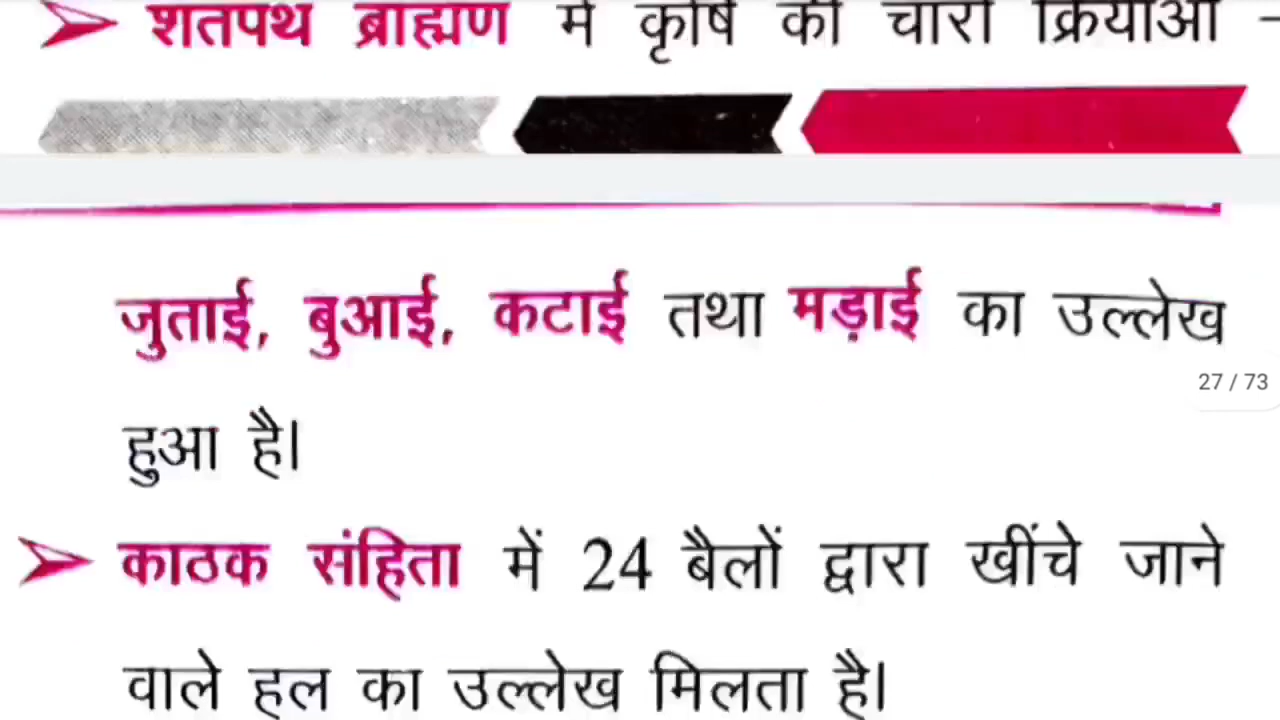 शतपथ ब्राह्मण में कृषि की चारों क्रियाओं -
जुताई, बुआई, कटाई तथा मड़ाई का उल्लेख
27 / 73
हुआ है।
काठक संहिता में 24 बैलों द्वारा खींचे जाने
वाले हल का उल्लेख मिलता है।